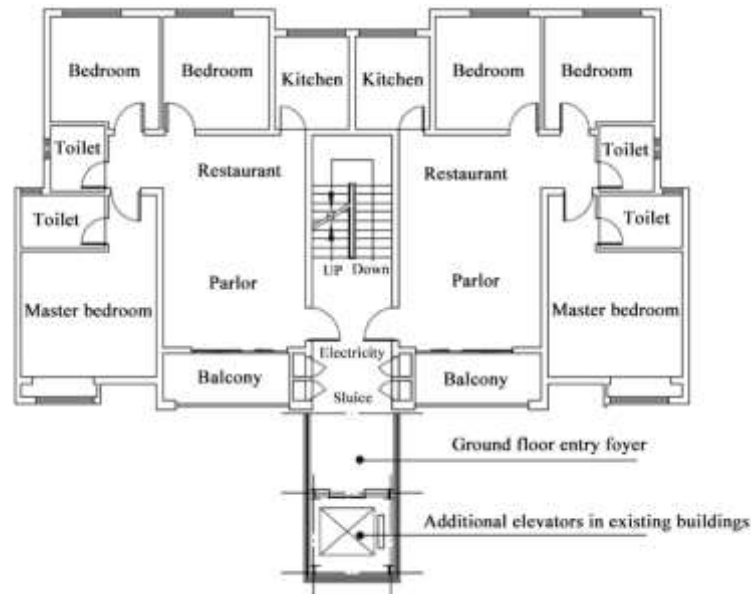 Bedroom
Bedroom
Kitchen
Kitchen
Bedroom
Bedroom
Toilet
Restaurant
Restaurant
Toilet
Toilet
Toilet
UP
Down
Parlor
Parlor
Master bedroom
Master bedroom
Electricity
Balcony
Balcony
Sluice
Ground floor entry foyer
Additional elevators in existing buildings